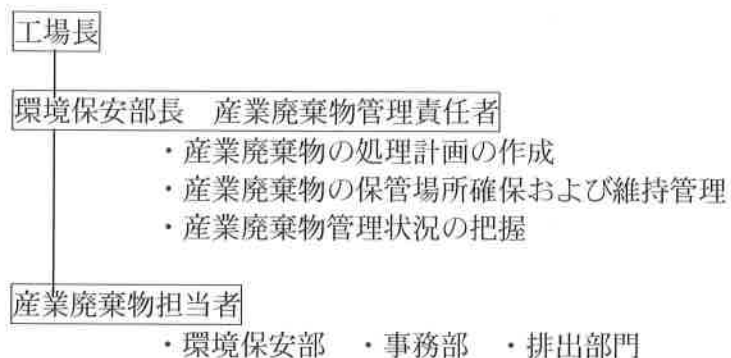 工場長
環境保安部長　産業廃棄物管理責任者
・産業廃棄物の処理計画の作成
・産業廃棄物の保管場所確保および維持管理
・産業廃棄物管理状況の把握
産業廃棄物担当者
・環境保安部　・事務部　・排出部門